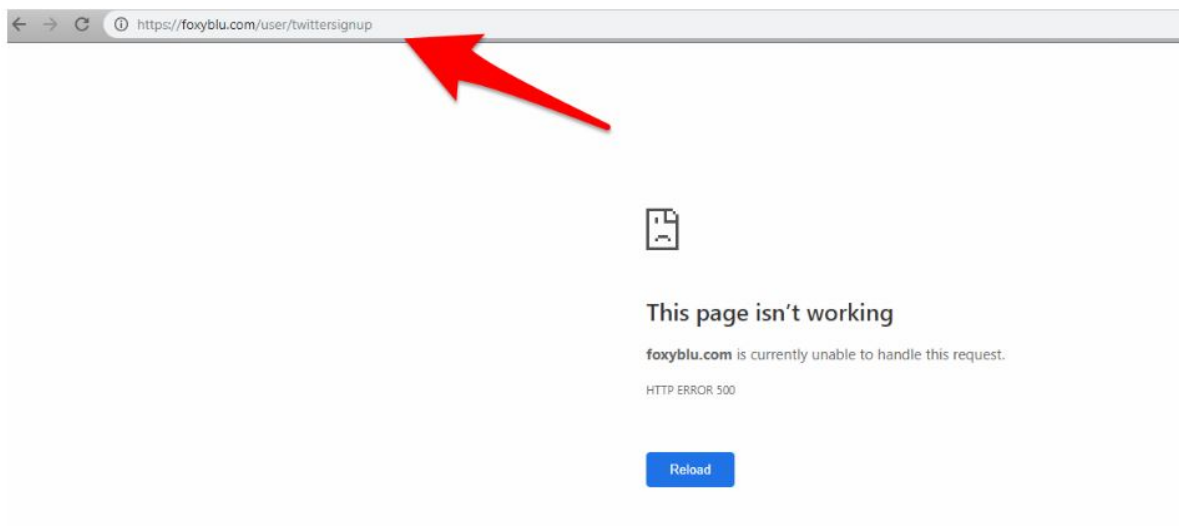 https://foxyblu.com/user/twittersignup
This page isn't working
foxyblu.com is currently unable to handle this request.
HTTP ERROR 500
Reload